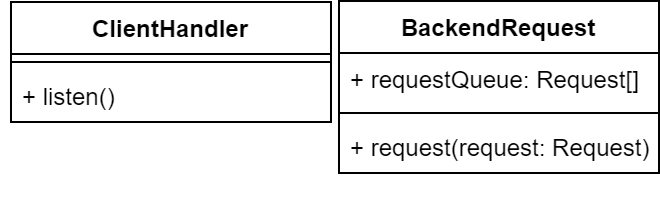 ClientHandler
+ listen()
BackendRequest
+ requestQueue: Request[]
+ request(request: Request)